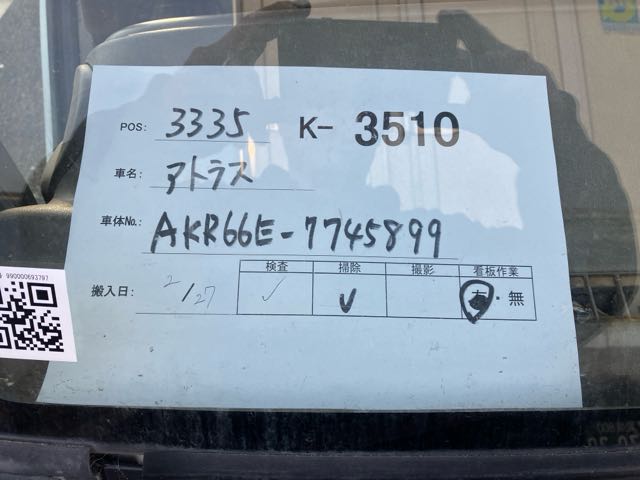 POS: 3335 K-3510
車名: アトラス
車体No.: AKR66E-7745899
検査 掃除 撮影 看板作業
搬入日: 2/27 ✓ ✓ 有・無
990000693797